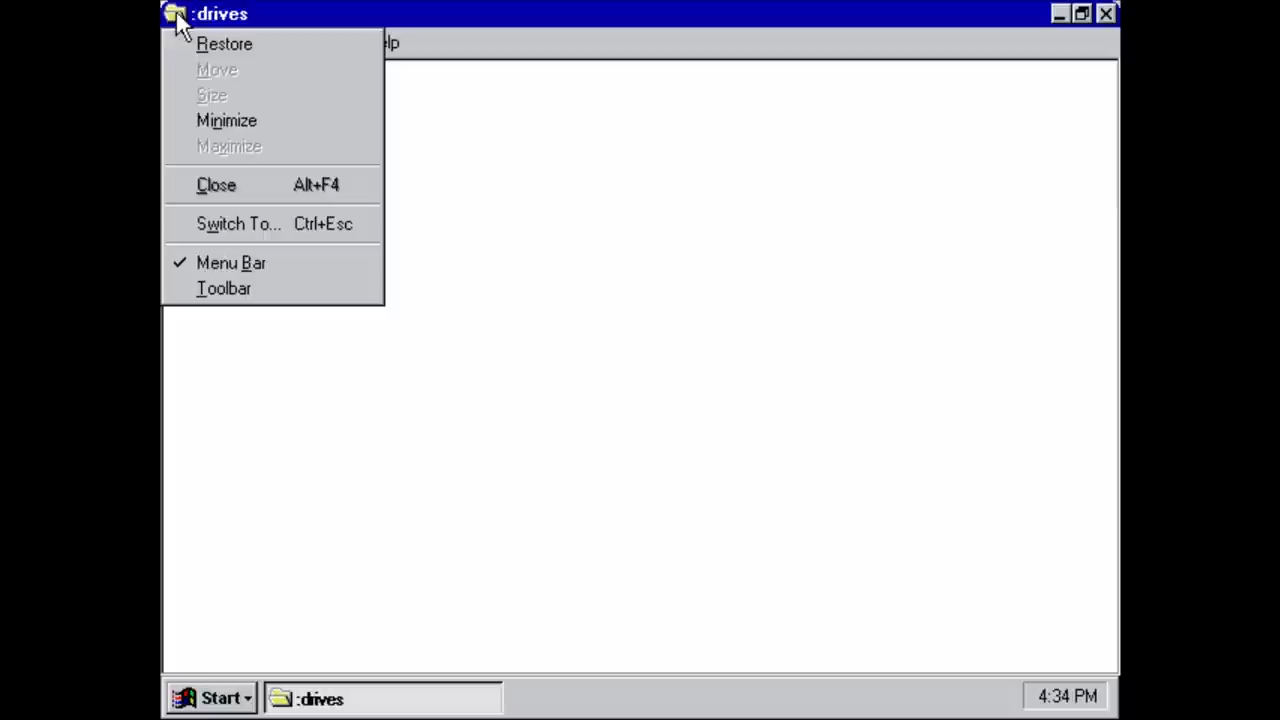 :drives
elp
Restore
Move
Size
Minimize
Maximize
Close Alt+F4
Switch To... Ctrl+Esc
Menu Bar
Toolbar
Start :drives 4:34 PM